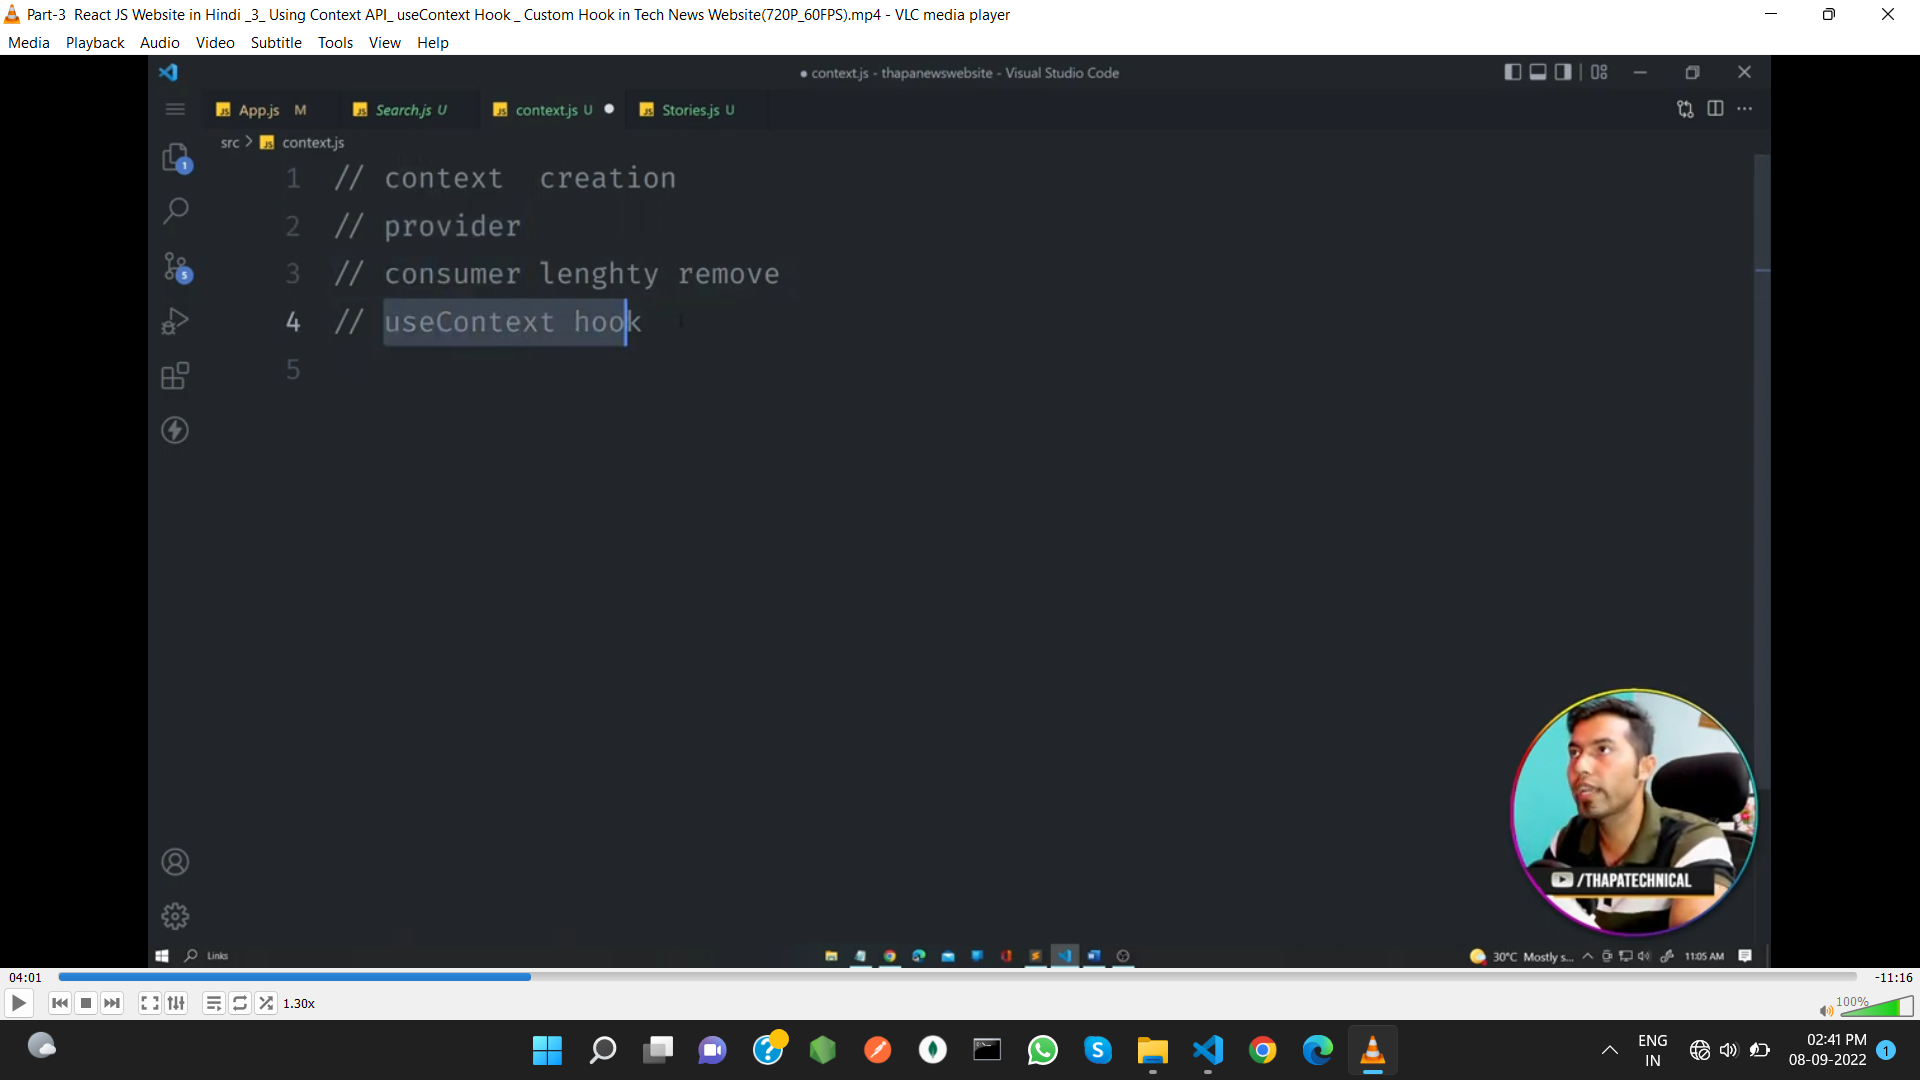 Part-3  React JS Website in Hindi _3_ Using Context API_ useContext Hook _ Custom Hook in Tech News Website(720P_60FPS).mp4 - VLC media player
Media Playback Audio Video Subtitle Tools View Help
● context.js - thapanewswebsite - Visual Studio Code
App.js M Search.js U context.js U Stories.js U
src > context.js
1 // context  creation
2 // provider
3 // consumer lenghty remove
4 // useContext hook
5
1
5
/THAPATECHNICAL
Links 30°C Mostly s... 11:05 AM
04:01 -11:16
1.30x 100%
ENG
IN
02:41 PM
08-09-2022
1